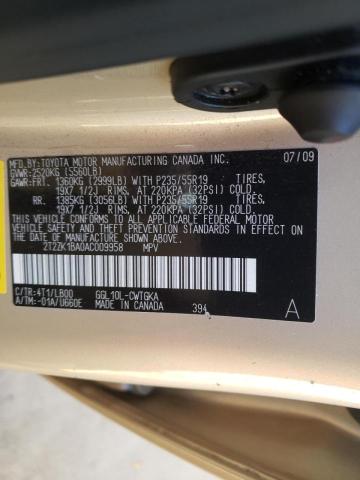 MFD.BY:TOYOTA MOTOR MANUFACTURING CANADA INC. 07/09
GVWR:2520KG (5560LB)
GAWR:FRT. 1360KG (2999LB) WITH P235/55R19 TIRES,
19X7 1/2J RIMS, AT 220KPA (32PSI) COLD.
RR. 1385KG (3056LB) WITH P235/55R19 TIRES,
19X7 1/2J RIMS, AT 220KPA (32PSI) COLD.
THIS VEHICLE CONFORMS TO ALL APPLICABLE FEDERAL MOTOR
VEHICLE SAFETY AND THEFT PREVENTION STANDARDS IN EFFECT
ON THE DATE OF MANUFACTURE SHOWN ABOVE.
2T2ZK1BA0AC009958 MPV
C/TR:4T1/LB00 GGL10L-CWTGKA
A/TM:-01A/U660E MADE IN CANADA 394 A